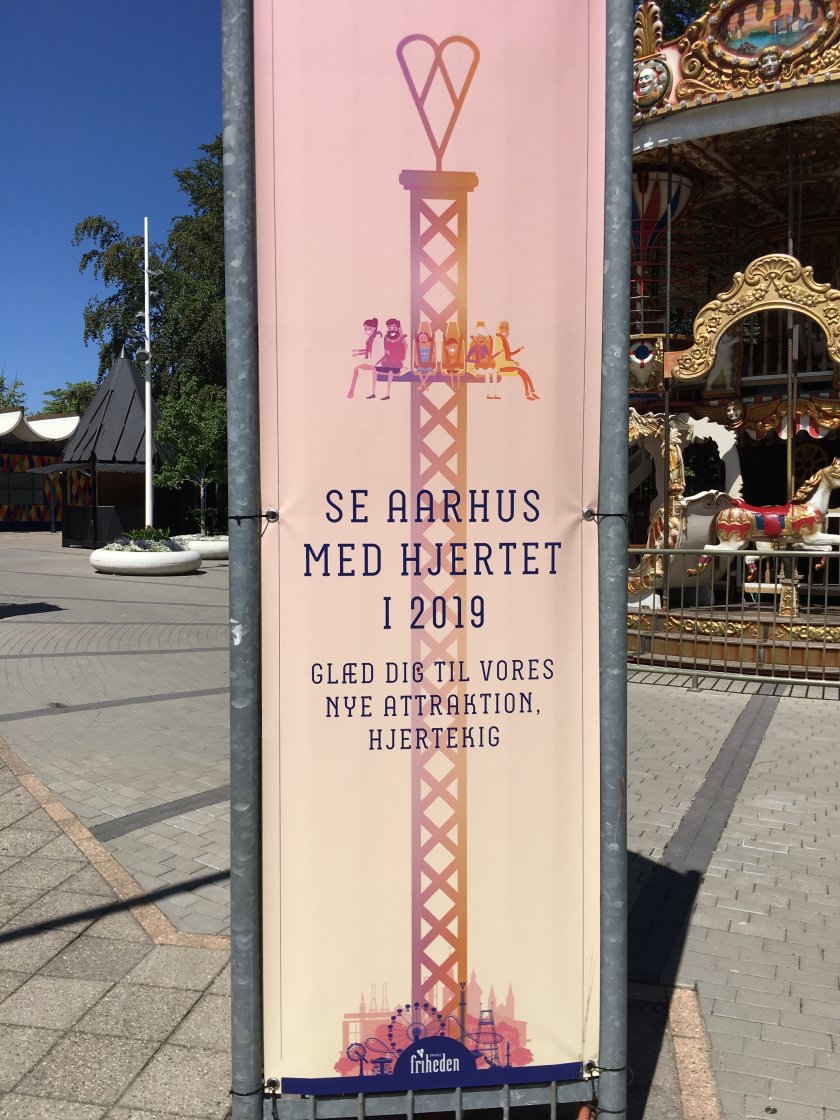 SE AARHUS
MED HJERTET
I 2019
GLÆD DIG TIL VORES
NYE ATTRAKTION,
HJERTEKIG
friheden